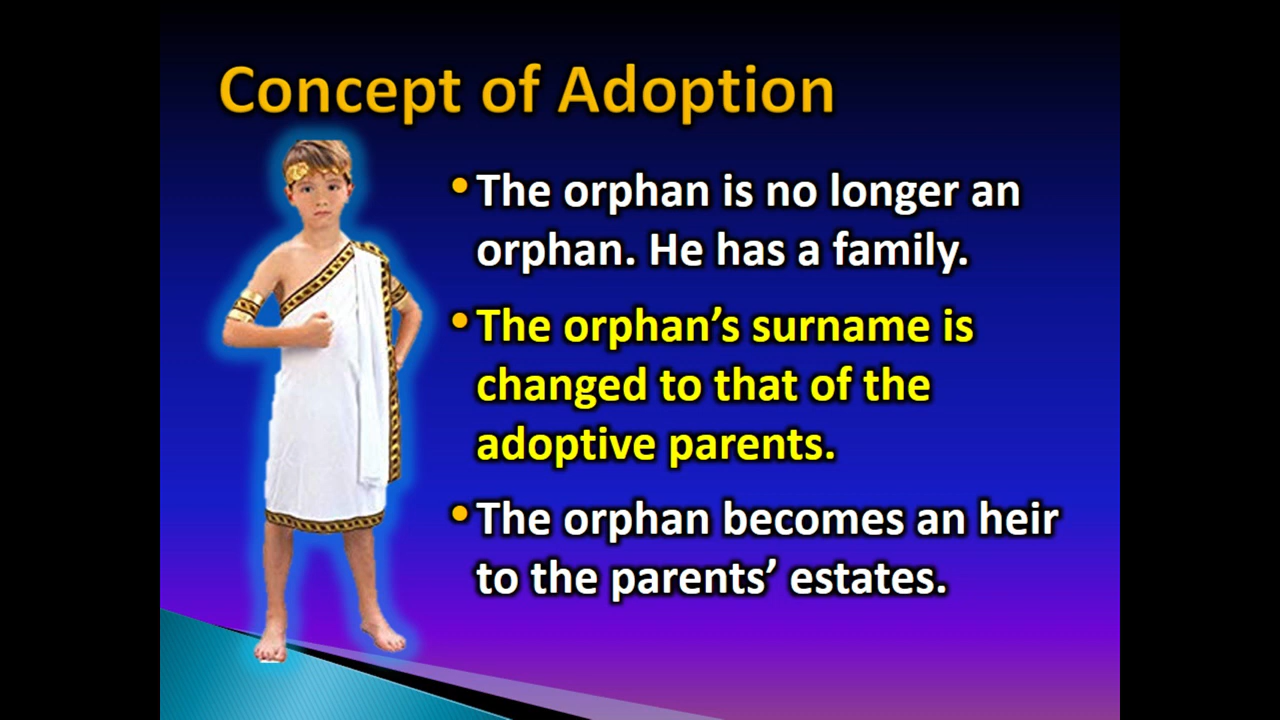 Concept of Adoption
• The orphan is no longer an
orphan. He has a family.
• The orphan’s surname is
changed to that of the
adoptive parents.
• The orphan becomes an heir
to the parents’ estates.